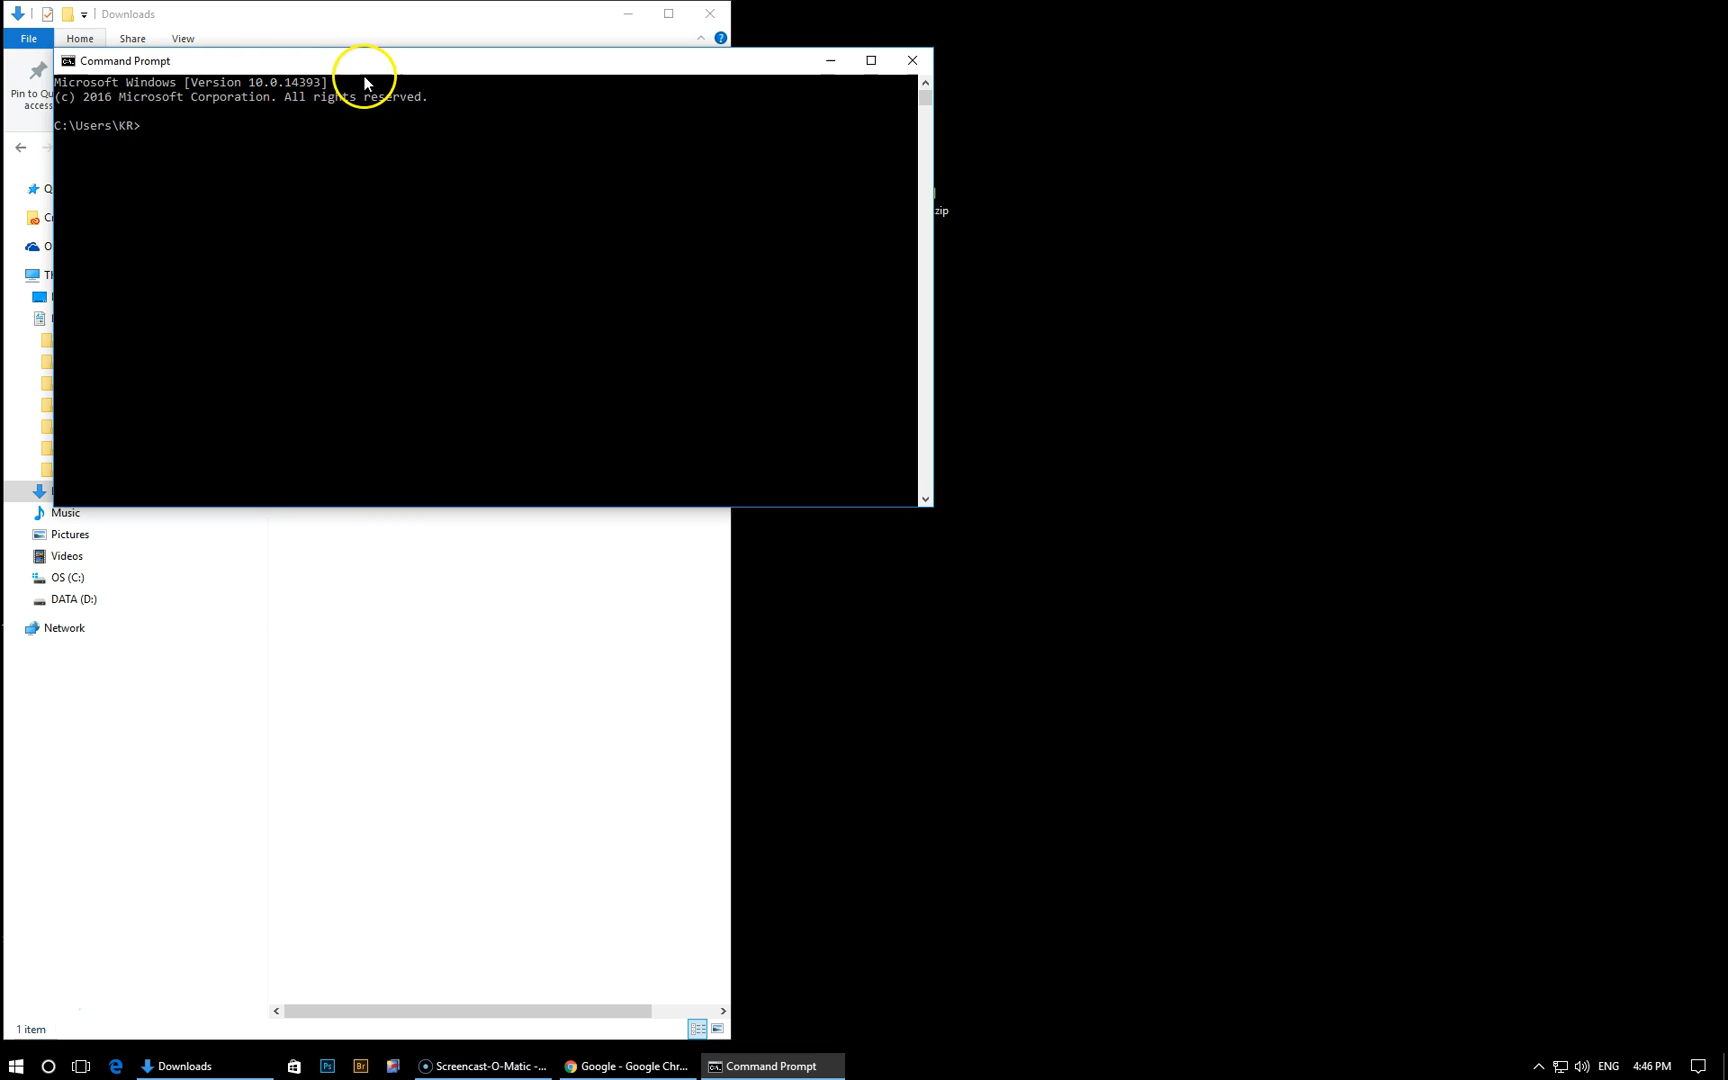 Downloads
File Home Share View
Command Prompt
Microsoft Windows [Version 10.0.14393]
(c) 2016 Microsoft Corporation. All rights reserved.
C:\Users\KR>
Pin to Qu
access
zip
Music
Pictures
Videos
OS (C:)
DATA (D:)
Network
1 item
Downloads
Ps
Br
Screencast-O-Matic -...
Google - Google Chr...
Command Prompt
ENG
4:46 PM